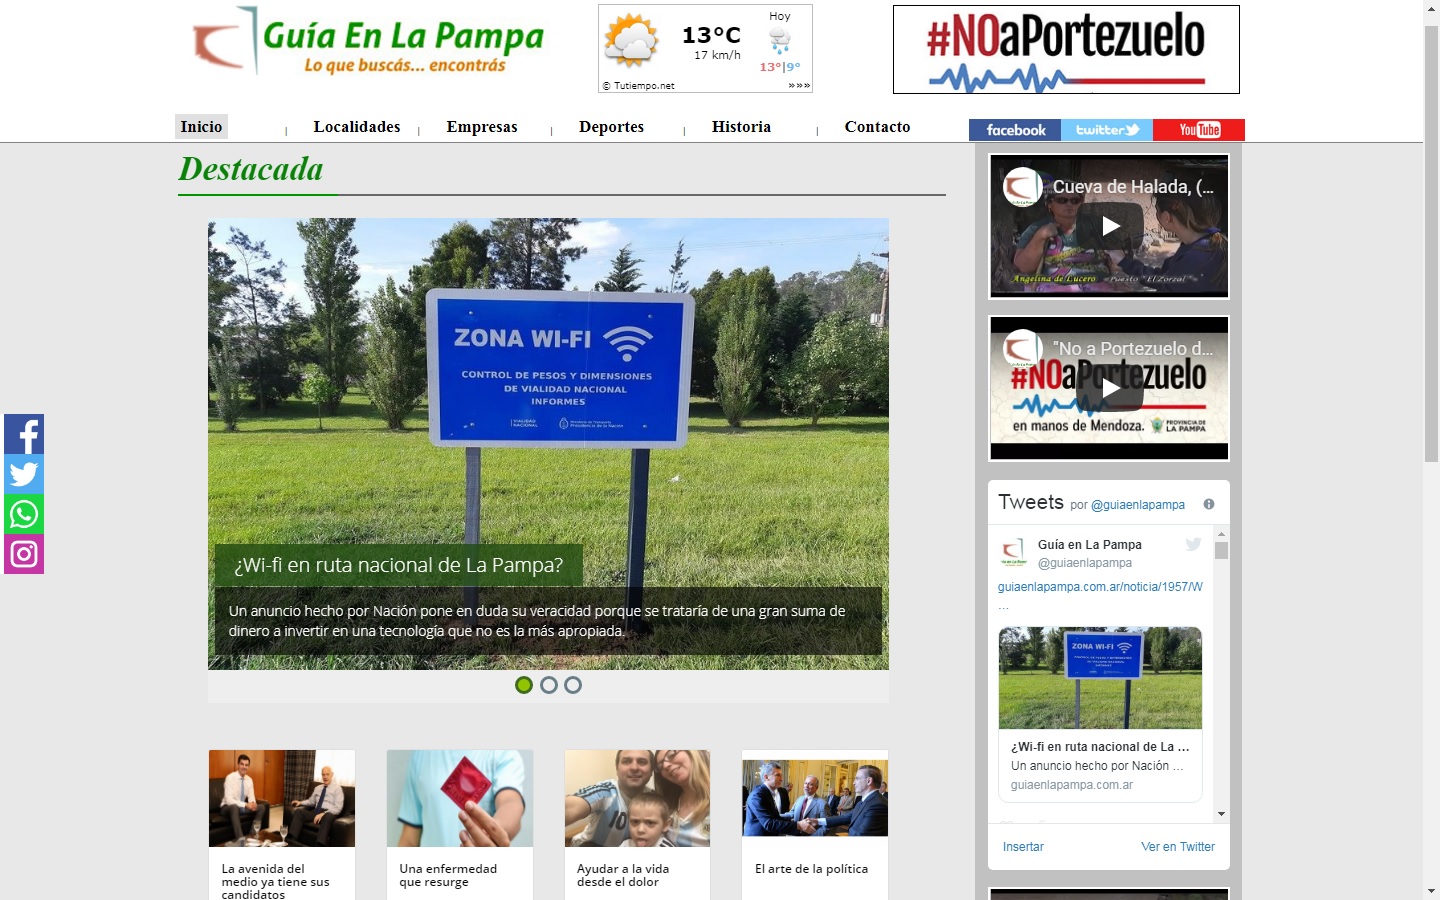 Guía En La Pampa
Lo que buscás... encontrás
13°C
17 km/h
Hoy
13°|9°
© Tutiempo.net
»»»
#NOaPortezuelo
Inicio
Localidades
Empresas
Deportes
Historia
Contacto
facebook
twitter
YouTube
Destacada
ZONA WI-FI
CONTROL DE PESOS Y DIMENSIONES
DE VIALIDAD NACIONAL
INFORMES
VIALIDAD
NACIONAL
Presidencia de la Nación
¿Wi-fi en ruta nacional de La Pampa?
Un anuncio hecho por Nación pone en duda su veracidad porque se trataría de una gran suma de
dinero a invertir en una tecnología que no es la más apropiada.
La avenida del
medio ya tiene sus
candidatos
Una enfermedad
que resurge
Ayudar a la vida
desde el dolor
El arte de la política
Cueva de Halada, (...
Angelina de Lucero - Puesto "El Zorzal"
"No a Portezuelo d...
#NOaPortezuelo
en manos de Mendoza.
PROVINCIA DE
LA PAMPA
Tweets por @guiaenlapampa
Guía en La Pampa
@guiaenlapampa
guiaenlapampa.com.ar/noticia/1957/W
...
ZONA WI-FI
¿Wi-fi en ruta nacional de La ...
Un anuncio hecho por Nación ...
guiaenlapampa.com.ar
Insertar
Ver en Twitter